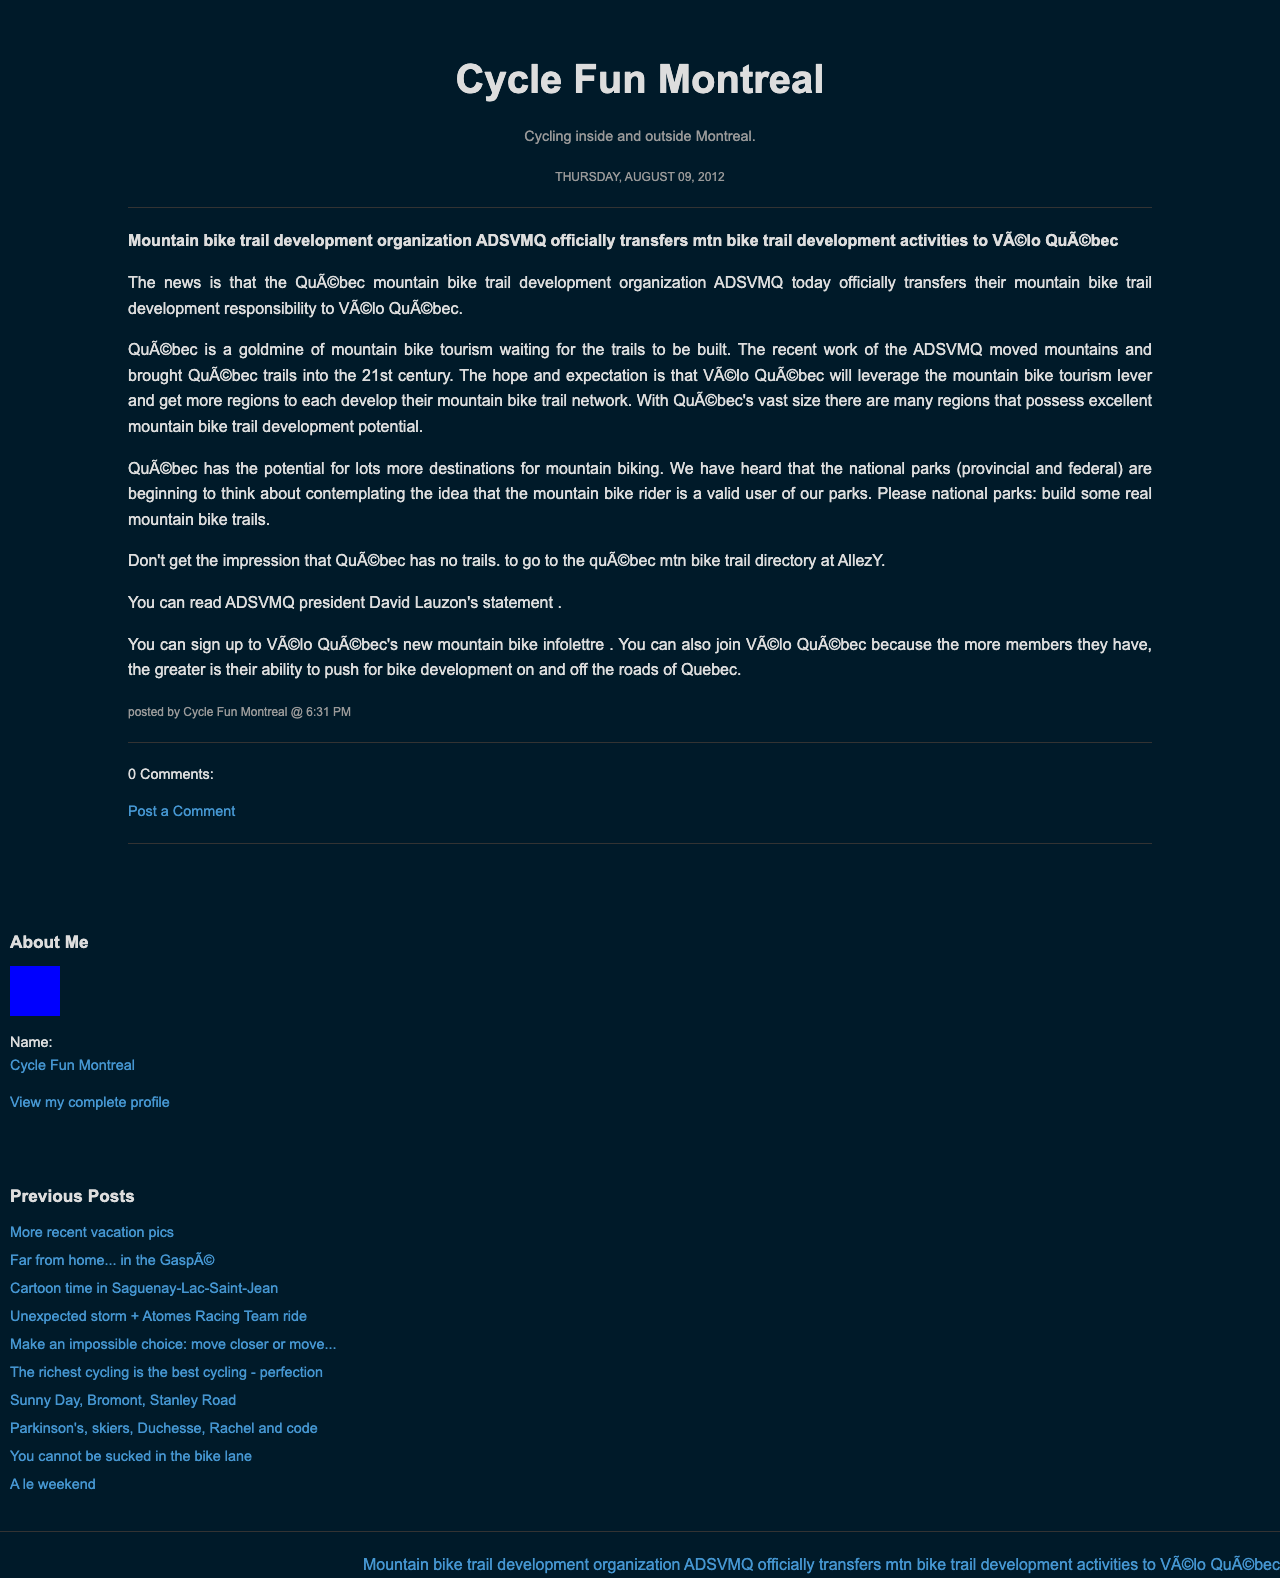 Cycle Fun Montreal
Cycling inside and outside Montreal.
THURSDAY, AUGUST 09, 2012
Mountain bike trail development organization ADSVMQ officially transfers mtn bike trail development activities to VÃ©lo QuÃ©bec
The news is that the QuÃ©bec mountain bike trail development organization ADSVMQ today officially transfers their mountain bike trail
development responsibility to VÃ©lo QuÃ©bec.
QuÃ©bec is a goldmine of mountain bike tourism waiting for the trails to be built. The recent work of the ADSVMQ moved mountains and
brought QuÃ©bec trails into the 21st century. The hope and expectation is that VÃ©lo QuÃ©bec will leverage the mountain bike tourism lever
and get more regions to each develop their mountain bike trail network. With QuÃ©bec's vast size there are many regions that possess excellent
mountain bike trail development potential.
QuÃ©bec has the potential for lots more destinations for mountain biking. We have heard that the national parks (provincial and federal) are
beginning to think about contemplating the idea that the mountain bike rider is a valid user of our parks. Please national parks: build some real
mountain bike trails.
Don't get the impression that QuÃ©bec has no trails. to go to the quÃ©bec mtn bike trail directory at AllezY.
You can read ADSVMQ president David Lauzon's statement .
You can sign up to VÃ©lo QuÃ©bec's new mountain bike infolettre . You can also join VÃ©lo QuÃ©bec because the more members they have,
the greater is their ability to push for bike development on and off the roads of Quebec.
posted by Cycle Fun Montreal @ 6:31 PM
0 Comments:
Post a Comment
About Me
Name:
Cycle Fun Montreal
View my complete profile
Previous Posts
More recent vacation pics
Far from home... in the GaspÃ©
Cartoon time in Saguenay-Lac-Saint-Jean
Unexpected storm + Atomes Racing Team ride
Make an impossible choice: move closer or move...
The richest cycling is the best cycling - perfection
Sunny Day, Bromont, Stanley Road
Parkinson's, skiers, Duchesse, Rachel and code
You cannot be sucked in the bike lane
A le weekend
Mountain bike trail development organization ADSVMQ officially transfers mtn bike trail development activities to VÃ©lo QuÃ©bec